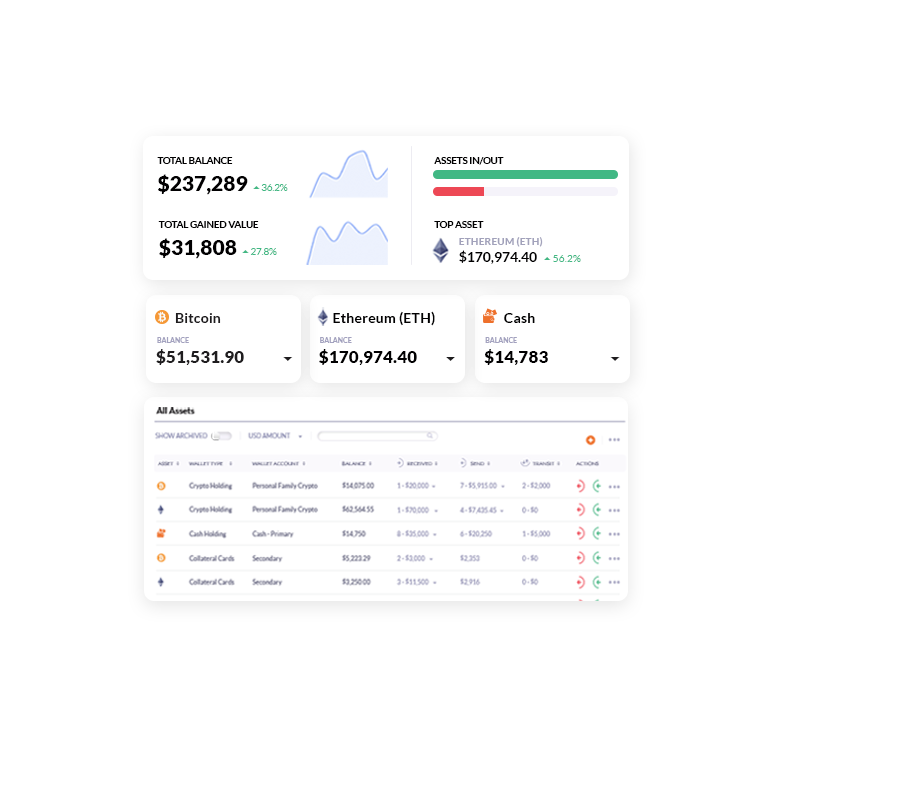 TOTAL BALANCE
$237,289 36.2%
TOTAL GAINED VALUE
$31,808 27.8%
ASSETS IN/OUT
TOP ASSET
ETHEREUM (ETH)
$170,974.40 56.2%
Bitcoin
BALANCE
$51,531.90
Ethereum (ETH)
BALANCE
$170,974.40
Cash
BALANCE
$14,783
All Assets
SHOW ARCHIVED USD AMOUNT
ASSET WALLET TYPE WALLET ACCOUNT BALANCE RECEIVED SEND TRANSIT ACTIONS
Crypto Holding Personal Family Crypto $14,075.00 1 - $20,000 7 - $5,915.00 2 - $2,000
Crypto Holding Personal Family Crypto $62,564.55 1 - $70,000 4 - $7,435.45 0 - $0
Cash Holding Cash - Primary $14,750 8 - $35,000 6 - $20,250 1 - $5,000
Collateral Cards Secondary $5,223.29 2 - $3,000 $2,353 0 - $0
Collateral Cards Secondary $3,250.00 3 - $11,500 $2,916 0 - $0